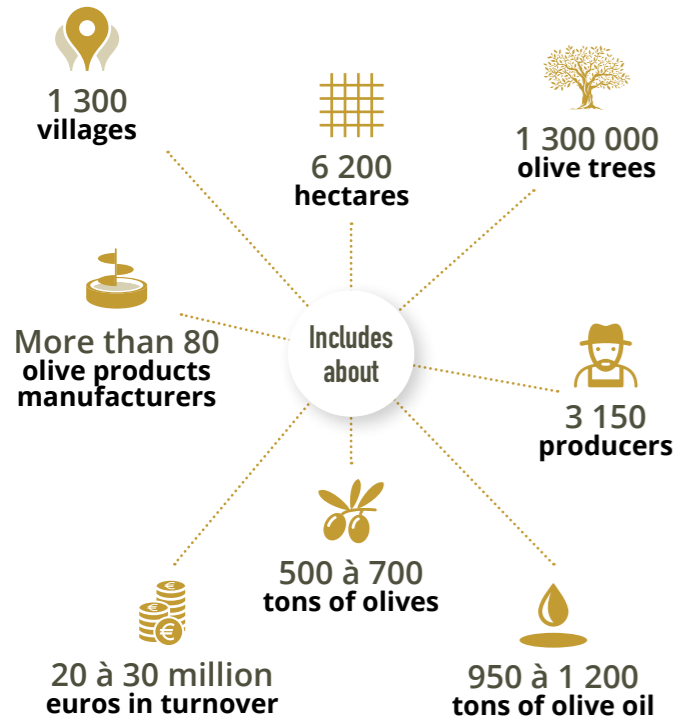 1 300
villages
6 200
hectares
1 300 000
olive trees
More than 80
olive products
manufacturers
Includes
about
3 150
producers
500 à 700
tons of olives
20 à 30 million
euros in turnover
950 à 1 200
tons of olive oil